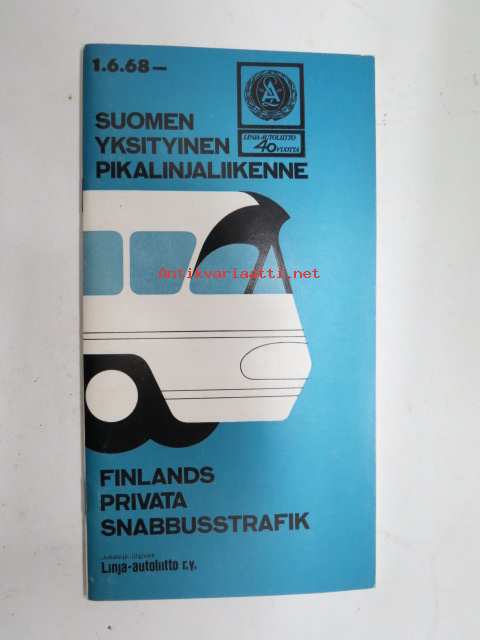 1.6.68—
LINJA-AUTOLIITTO
40 VUOTTA
SUOMEN
YKSITYINEN
PIKALINJALIIKENNE
Antikvariaatti.net
FINLANDS
PRIVATA
SNABBUSSTRAFIK
Linja-autoliitto r.y.